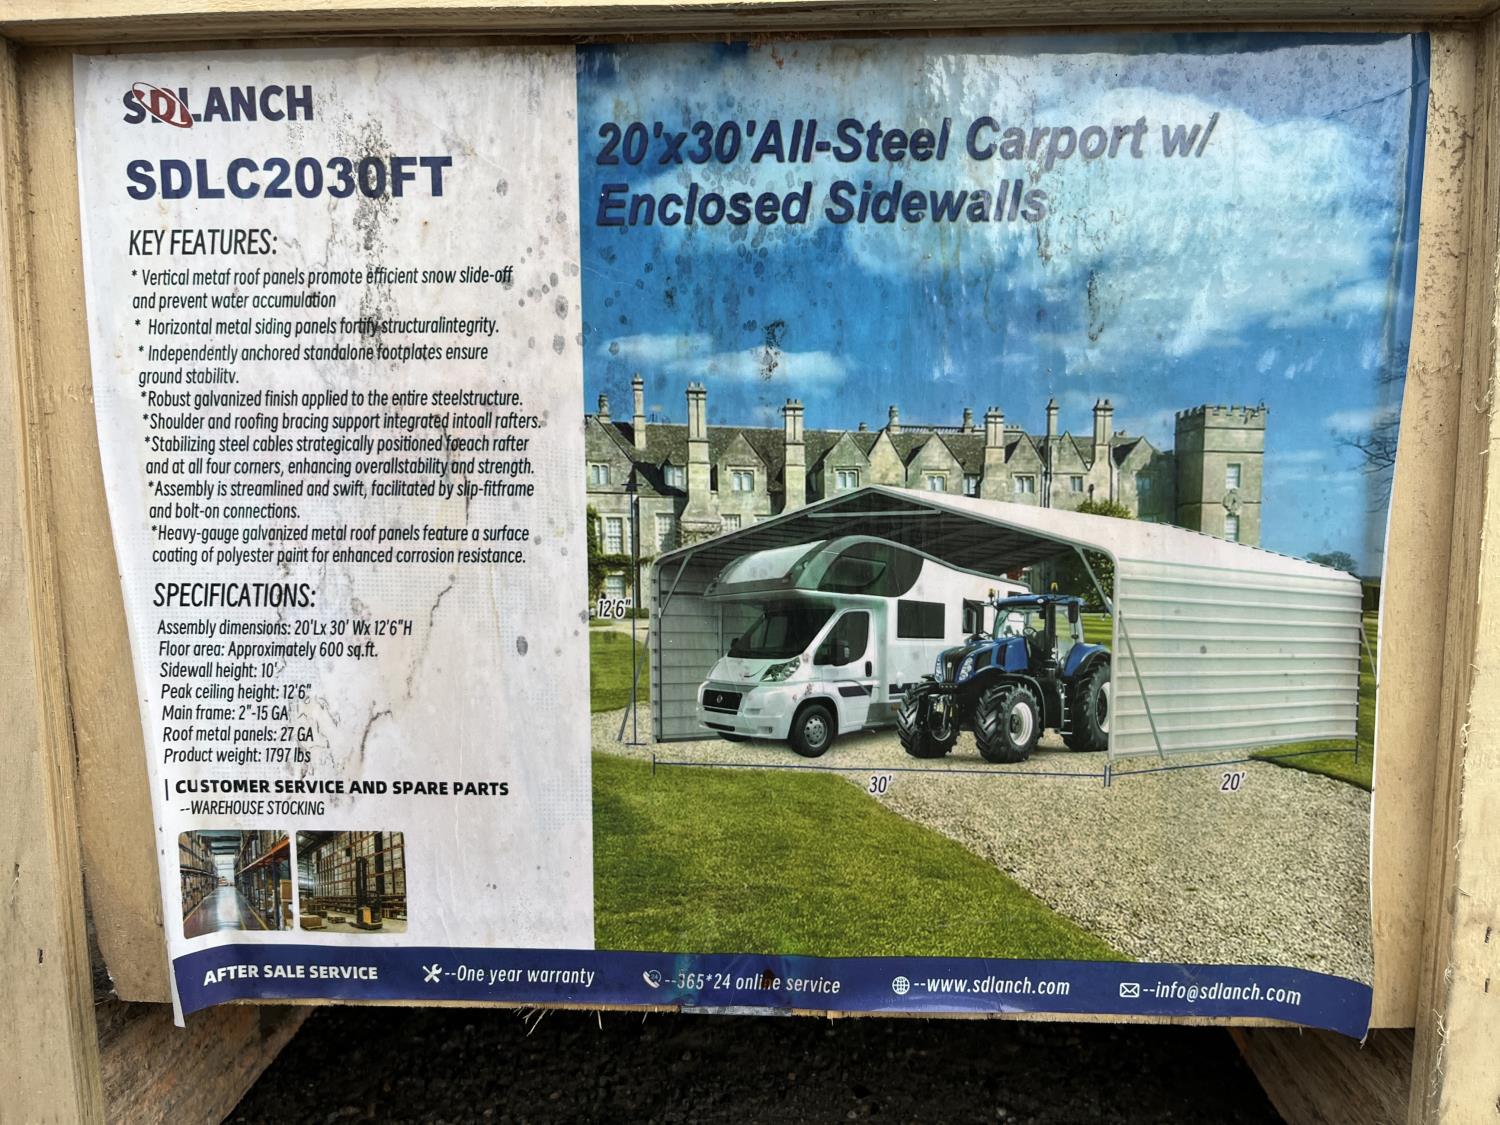 SDLANCH
SDLC2030FT
KEY FEATURES:
* Vertical metaf roof panels promote efficient snow slide-off
and prevent water accumulation
* Horizontal metal siding panels fortify structuralintegrity.
* Independently anchored standalone footplates ensure
ground stabilitv.
*Robust galvanized finish applied to the entire steelstructure.
*Shoulder and roofing bracing support integrated intoall rafters.
*Stabilizing steel cables strategically positioned foeach rafter
and at all four corners, enhancing overallstability and strength.
*Assembly is streamlined and swift, facilitated by slip-fitframe
and bolt-on connections.
*Heavy-gauge galvanized metal roof panels feature a surface
coating of polyester paint for enhanced corrosion resistance.
SPECIFICATIONS:
Assembly dimensions: 20'Lx 30' Wx 12'6"H
Floor area: Approximately 600 sq.ft.
Sidewall height: 10'
Peak ceiling height: 12'6"
Main frame: 2"-15 GA
Roof metal panels: 27 GA
Product weight: 1797 lbs
| CUSTOMER SERVICE AND SPARE PARTS
--WAREHOUSE STOCKING
20'x30'All-Steel Carport w/
Enclosed Sidewalls
12'6"
30'
20'
AFTER SALE SERVICE --One year warranty --365*24 online service --www.sdlanch.com --info@sdlanch.com